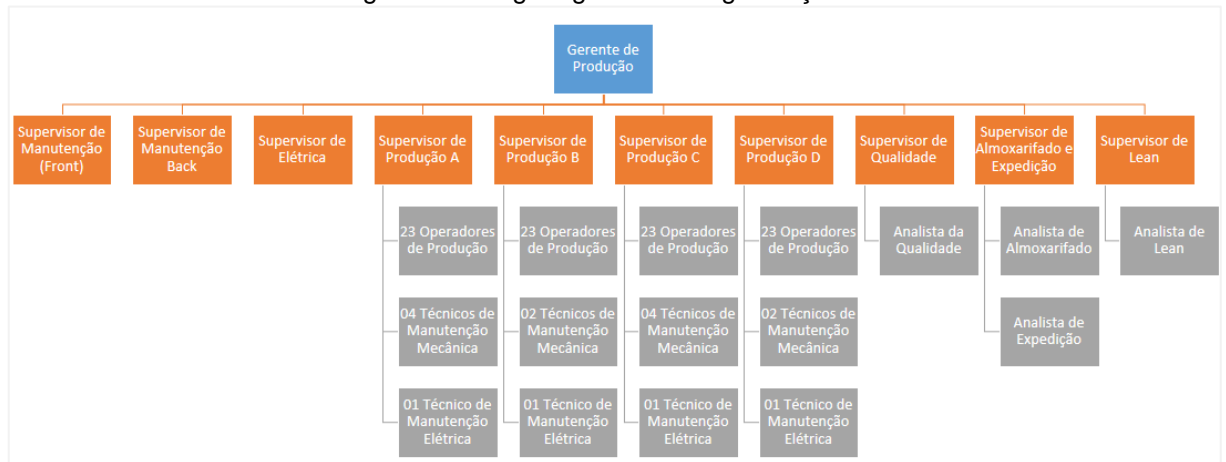 Gerente de
Produção
Supervisor de
Manutenção
(Front)
Supervisor de
Manutenção
Back
Supervisor de
Elétrica
Supervisor de
Produção A
Supervisor de
Produção B
Supervisor de
Produção C
Supervisor de
Produção D
Supervisor de
Qualidade
Supervisor de
Almoxarifado e
Expedição
Supervisor de
Lean
23 Operadores
de Produção
23 Operadores
de Produção
23 Operadores
de Produção
23 Operadores
de Produção
Analista da
Qualidade
Analista de
Almoxarifado
Analista de
Lean
04 Técnicos de
Manutenção
Mecânica
02 Técnicos de
Manutenção
Mecânica
04 Técnicos de
Manutenção
Mecânica
02 Técnicos de
Manutenção
Mecânica
Analista de
Expedição
01 Técnico de
Manutenção
Elétrica
01 Técnico de
Manutenção
Elétrica
01 Técnico de
Manutenção
Elétrica
01 Técnico de
Manutenção
Elétrica